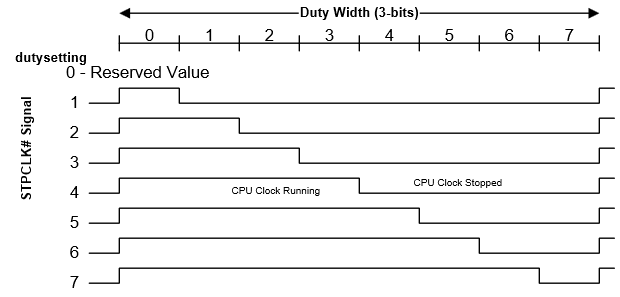 Duty Width (3-bits)
0 1 2 3 4 5 6 7
dutysetting
0 - Reserved Value
STPCLK# Signal
1
2
3
4
CPU Clock Running
CPU Clock Stopped
5
6
7